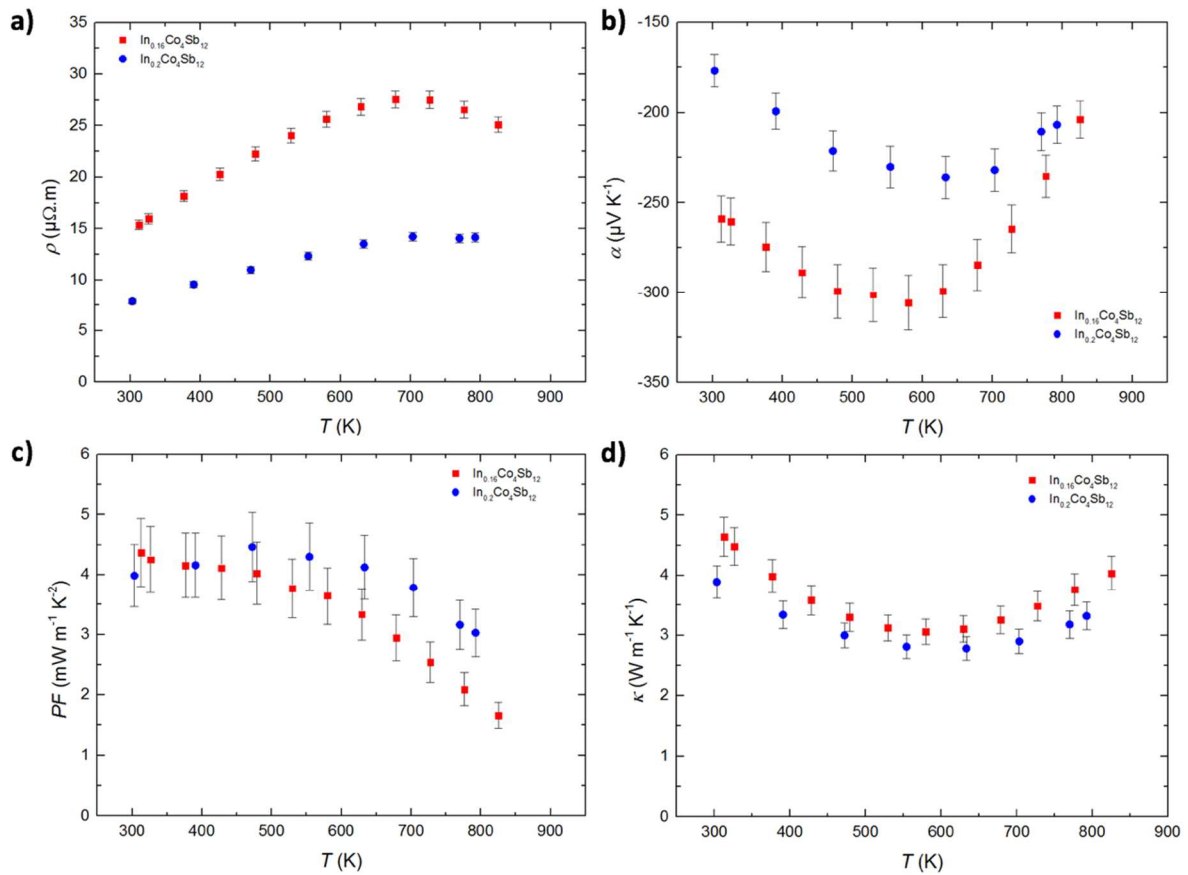 a)
In0.16Co4Sb12
In0.2Co4Sb12
35
30
25
20
15
10
5
0
ρ (μΩ.m)
300 400 500 600 700 800 900
T (K)
b)
-150
-200
-250
-300
-350
α (μV K-1)
In0.16Co4Sb12
In0.2Co4Sb12
300 400 500 600 700 800 900
T (K)
c)
In0.16Co4Sb12
In0.2Co4Sb12
6
5
4
3
2
1
0
PF (mW m-1 K-2)
300 400 500 600 700 800 900
T (K)
d)
In0.16Co4Sb12
In0.2Co4Sb12
6
5
4
3
2
1
0
κ (W m-1 K-1)
300 400 500 600 700 800 900
T (K)